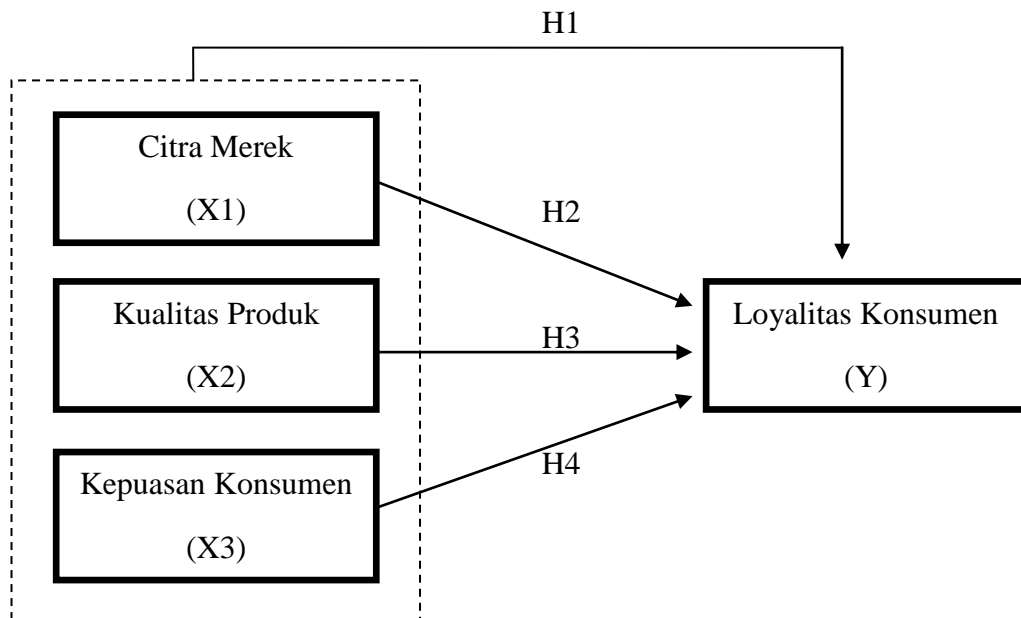 H1
Citra Merek
(X1)
H2
Kualitas Produk
(X2)
H3
Loyalitas Konsumen
(Y)
Kepuasan Konsumen
(X3)
H4